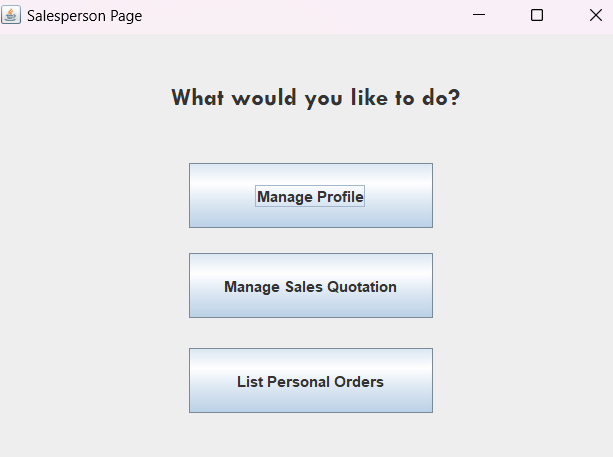 Salesperson Page
What would you like to do?
Manage Profile
Manage Sales Quotation
List Personal Orders